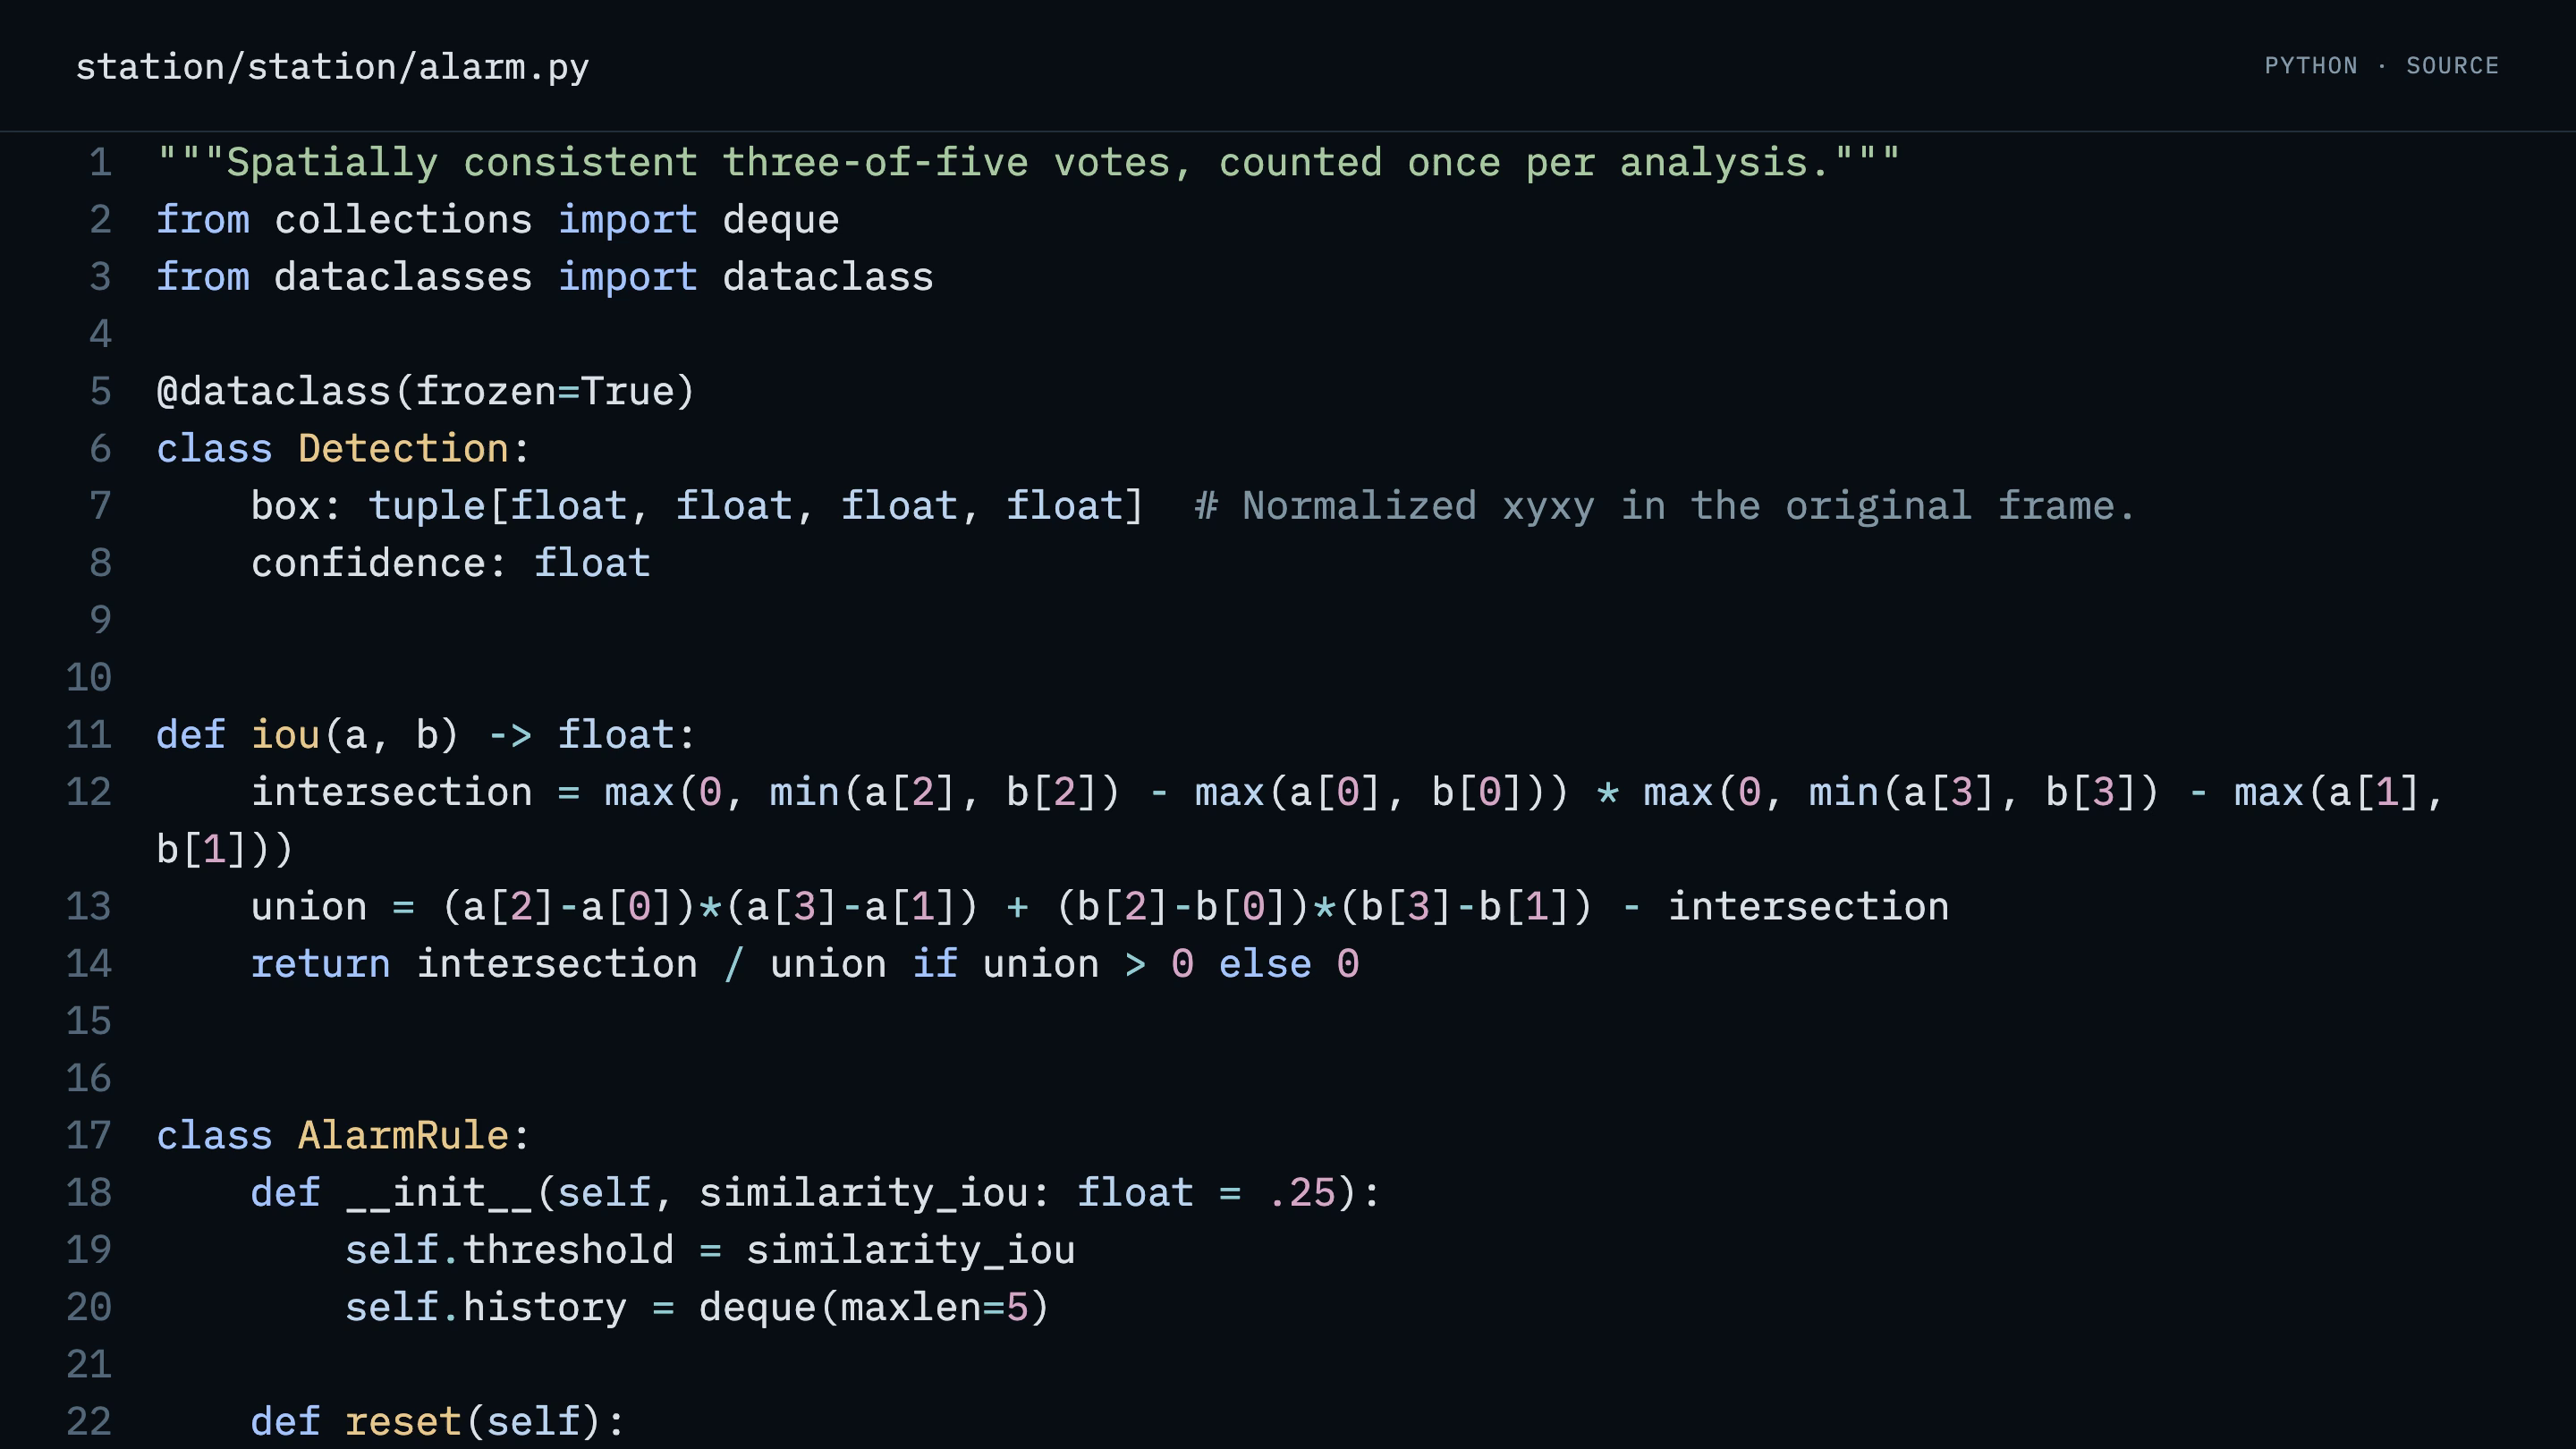 station/station/alarm.py
PYTHON · SOURCE
1 """Spatially consistent three-of-five votes, counted once per analysis."""
2 from collections import deque
3 from dataclasses import dataclass
4
5 @dataclass(frozen=True)
6 class Detection:
7     box: tuple[float, float, float, float]  # Normalized xyxy in the original frame.
8     confidence: float
9
10
11 def iou(a, b) -> float:
12     intersection = max(0, min(a[2], b[2]) - max(a[0], b[0])) * max(0, min(a[3], b[3]) - max(a[1],
b[1]))
13     union = (a[2]-a[0])*(a[3]-a[1]) + (b[2]-b[0])*(b[3]-b[1]) - intersection
14     return intersection / union if union > 0 else 0
15
16
17 class AlarmRule:
18     def __init__(self, similarity_iou: float = .25):
19         self.threshold = similarity_iou
20         self.history = deque(maxlen=5)
21
22     def reset(self):